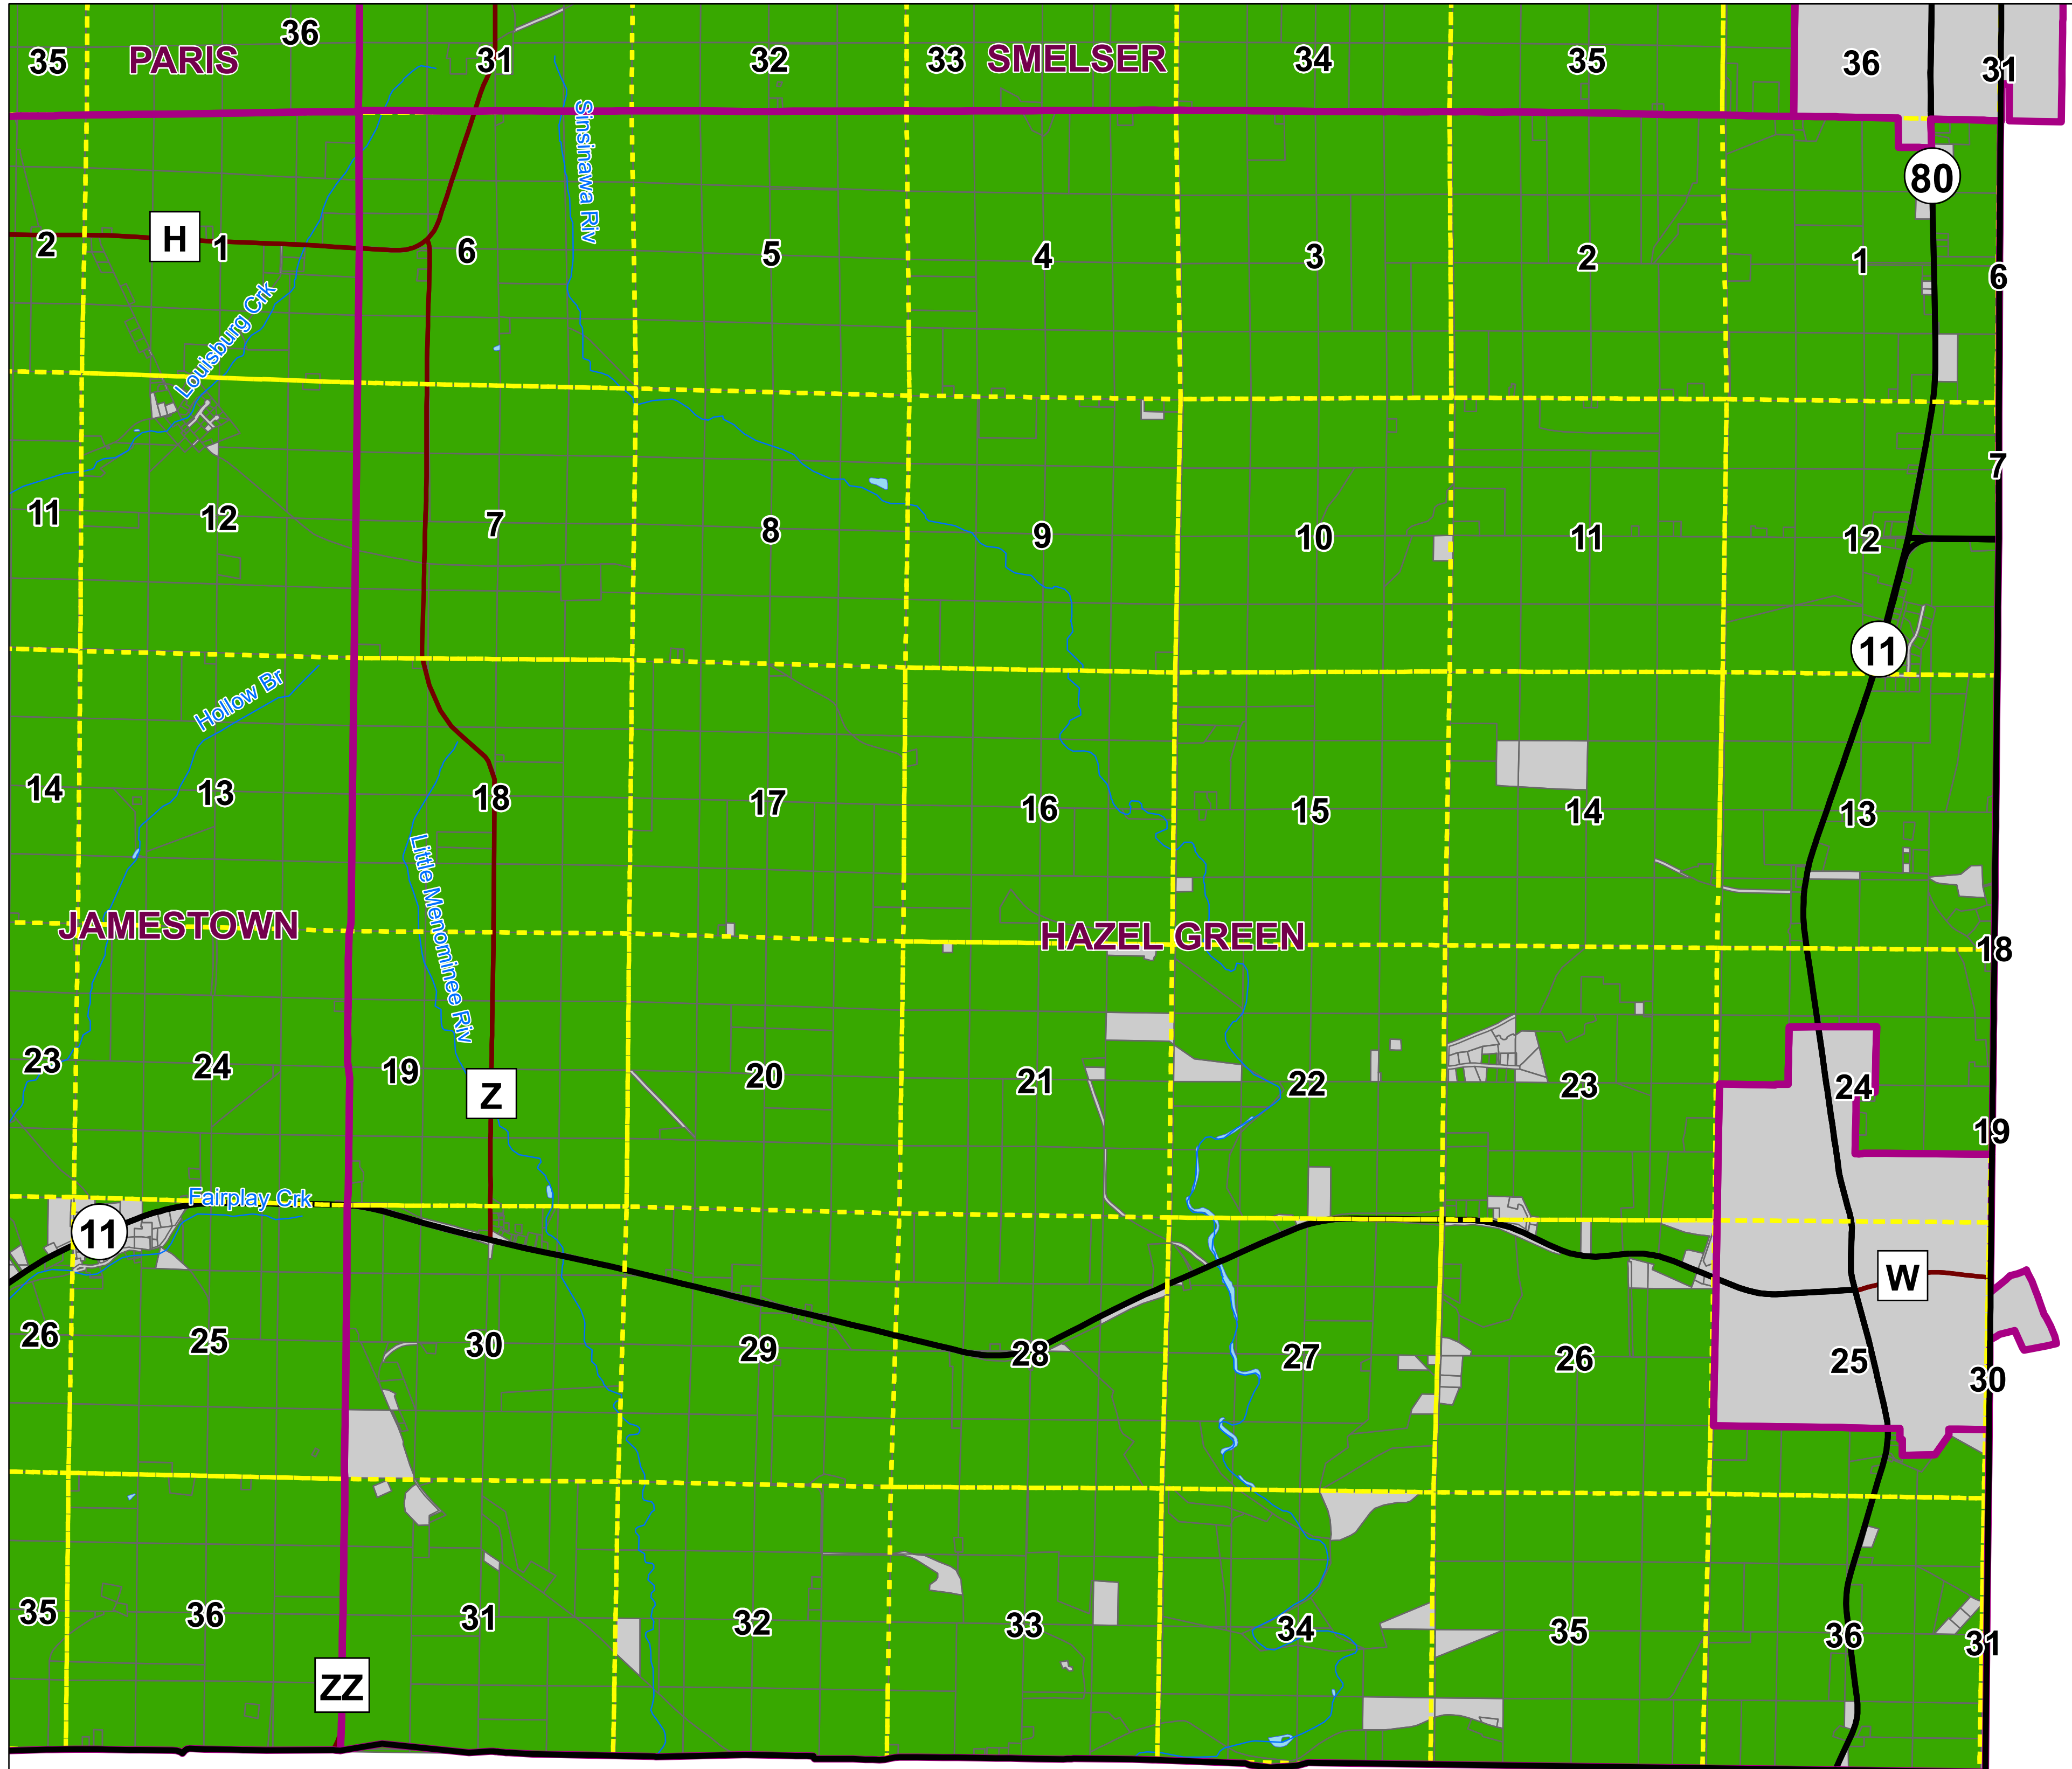 36
35 PARIS 31 32 33 SMELSER 34 35 36 31
Sinsinawa Riv
80
2 H 1 6 5 4 3 2 1 6
Louisburg Crk
7
11 12 7 8 9 10 11 12
11
Hollow Br
14 13 18 17 16 15 14 13
Little Menominee Riv
JAMESTOWN HAZEL GREEN 18
23 24 19 20 21 22 23 24
Z
19
Fairplay Crk
11
W
26 25 30 29 28 27 26 25 30
35 36 31 32 33 34 35 36 31
ZZ